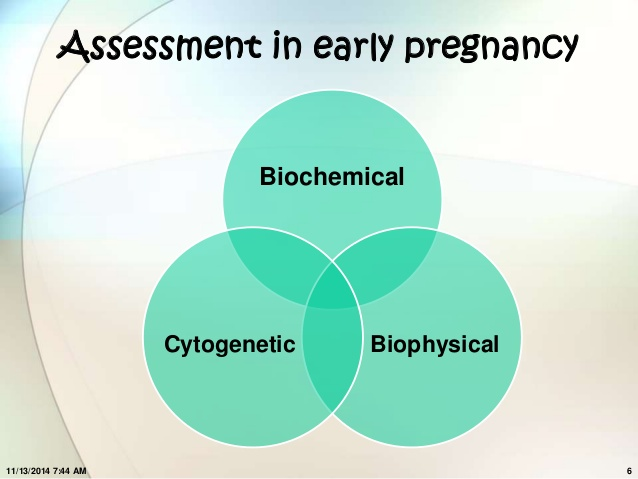 Assessment in early pregnancy
Biochemical
Cytogenetic
Biophysical
11/13/2014 7:44 AM
6